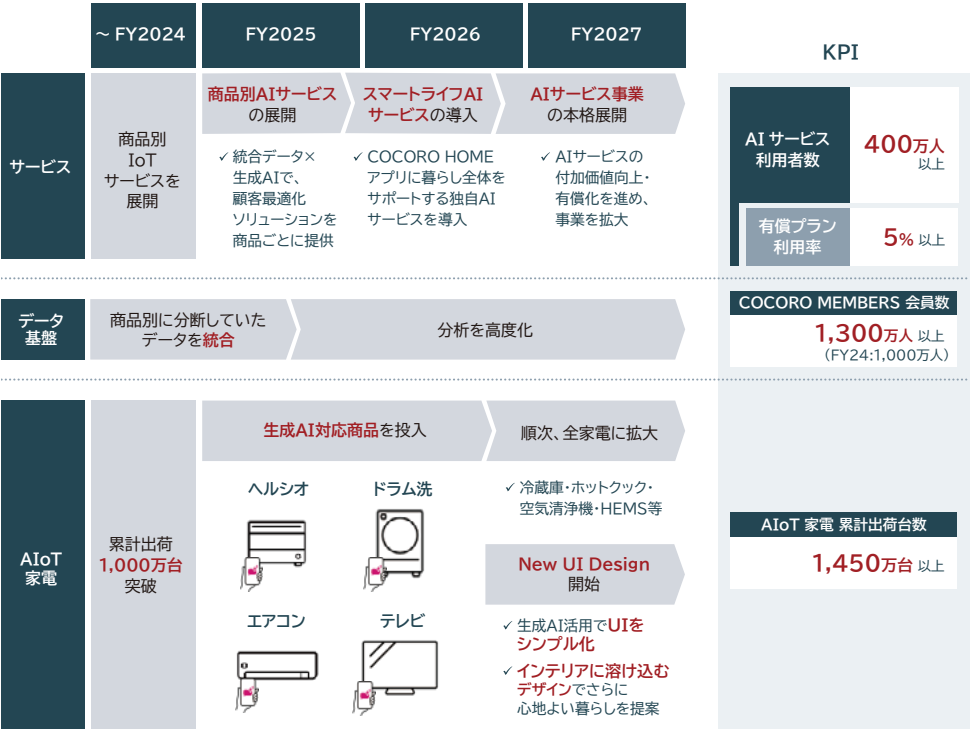 ～ FY2024
FY2025
FY2026
FY2027
KPI
サービス
商品別
IoT
サービスを
展開
商品別AIサービス
の展開
✓ 統合データ×
生成AIで、
顧客最適化
ソリューションを
商品ごとに提供
スマートライフAI
サービスの導入
✓ COCORO HOME
アプリに暮らし全体を
サポートする独自AI
サービスを導入
AIサービス事業
の本格展開
✓ AIサービスの
付加価値向上・
有償化を進め、
事業を拡大
AI サービス
利用者数
400万人
以上
有償プラン
利用率
5% 以上
データ
基盤
商品別に分断していた
データを統合
分析を高度化
COCORO MEMBERS 会員数
1,300万人 以上
（FY24:1,000万人）
AIoT
家電
累計出荷
1,000万台
突破
生成AI対応商品を投入
ヘルシオ
ドラム洗
エアコン
テレビ
順次、全家電に拡大
✓ 冷蔵庫・ホットクック・
空気清浄機・HEMS等
New UI Design
開始
✓ 生成AI活用でUIを
シンプル化
✓ インテリアに溶け込む
デザインでさらに
心地よい暮らしを提案
AIoT 家電 累計出荷台数
1,450万台 以上